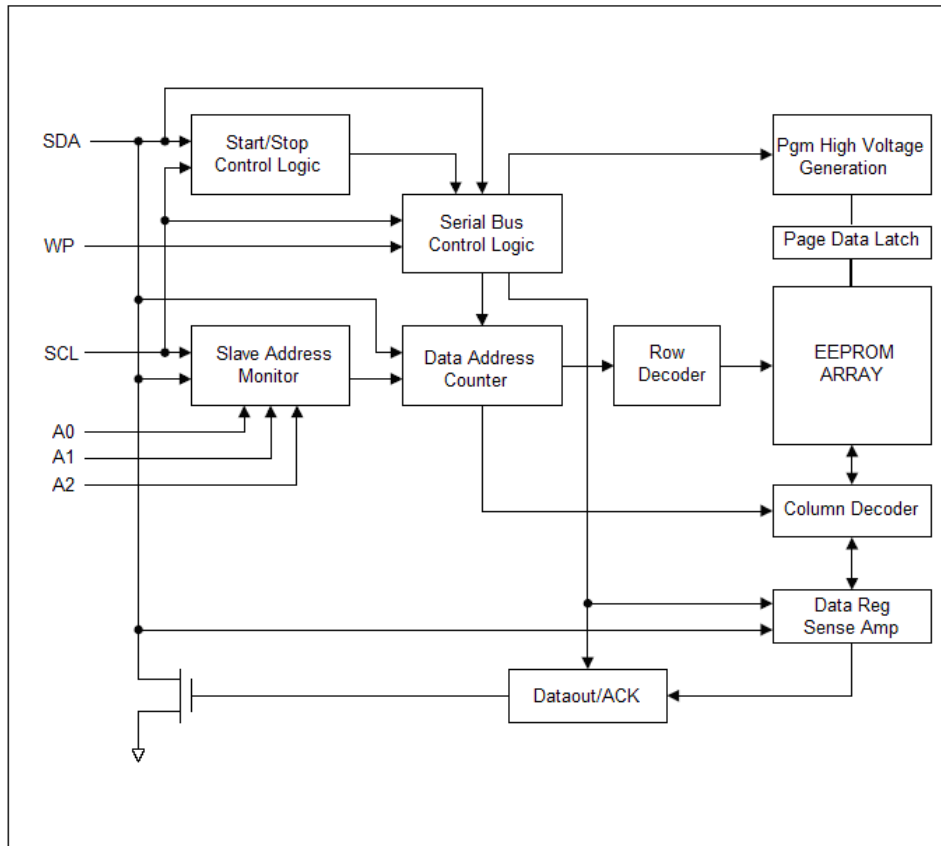 SDA
Start/Stop
Control Logic
Pgm High Voltage
Generation
WP
Serial Bus
Control Logic
Page Data Latch
SCL
Slave Address
Monitor
Data Address
Counter
Row
Decoder
EEPROM
ARRAY
A0
A1
A2
Column Decoder
Data Reg
Sense Amp
Dataout/ACK